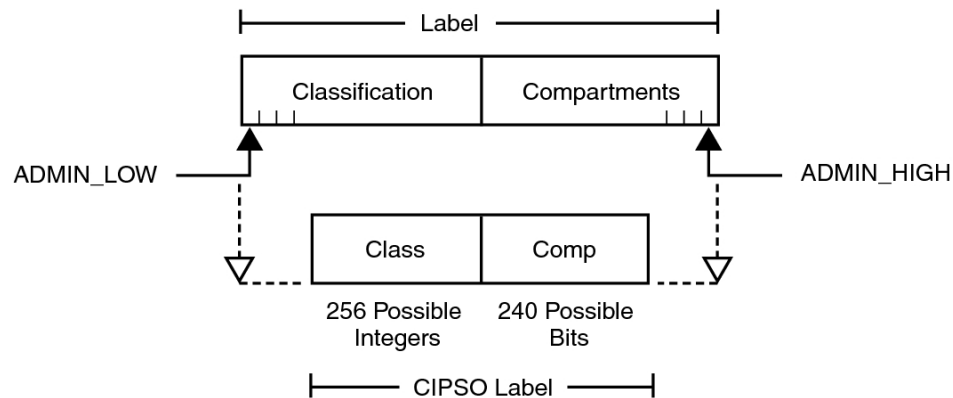 Label
Classification Compartments
ADMIN_LOW ADMIN_HIGH
Class Comp
256 Possible 240 Possible
Integers Bits
CIPSO Label